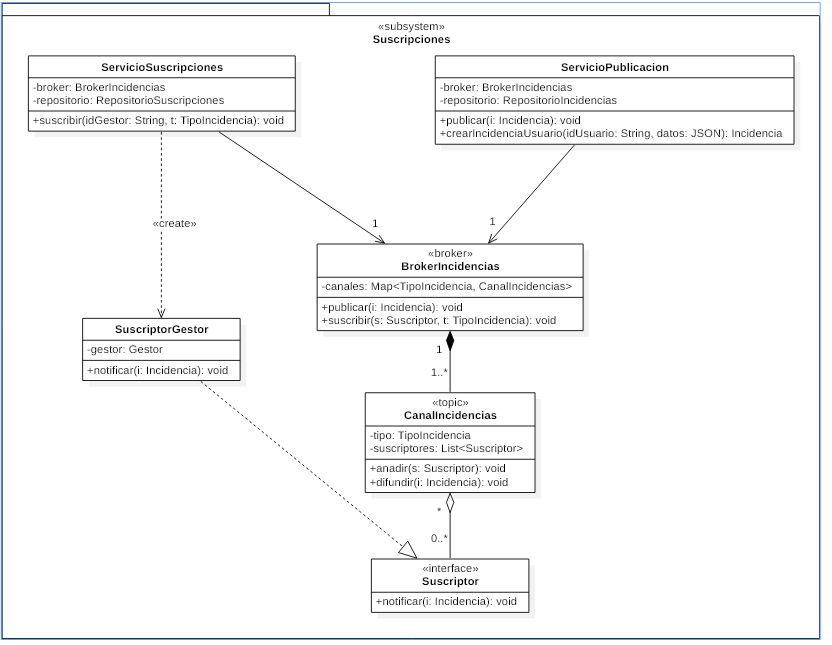 «subsystem»
Suscripciones
ServicioSuscripciones
-broker: BrokerIncidencias
-repositorio: RepositorioSuscripciones
+suscribir(idGestor: String, t: TipoIncidencia): void
ServicioPublicacion
-broker: BrokerIncidencias
-repositorio: RepositorioIncidencias
+publicar(i: Incidencia): void
+crearIncidenciaUsuario(idUsuario: String, datos: JSON): Incidencia
«create»
1
1
«broker»
BrokerIncidencias
-canales: Map<TipoIncidencia, CanalIncidencias>
+publicar(i: Incidencia): void
+suscribir(s: Suscriptor, t: TipoIncidencia): void
SuscriptorGestor
-gestor: Gestor
+notificar(i: Incidencia): void
1
1..*
«topic»
CanalIncidencias
-tipo: TipoIncidencia
-suscriptores: List<Suscriptor>
+anadir(s: Suscriptor): void
+difundir(i: Incidencia): void
*
0..*
«interface»
Suscriptor
+notificar(i: Incidencia): void